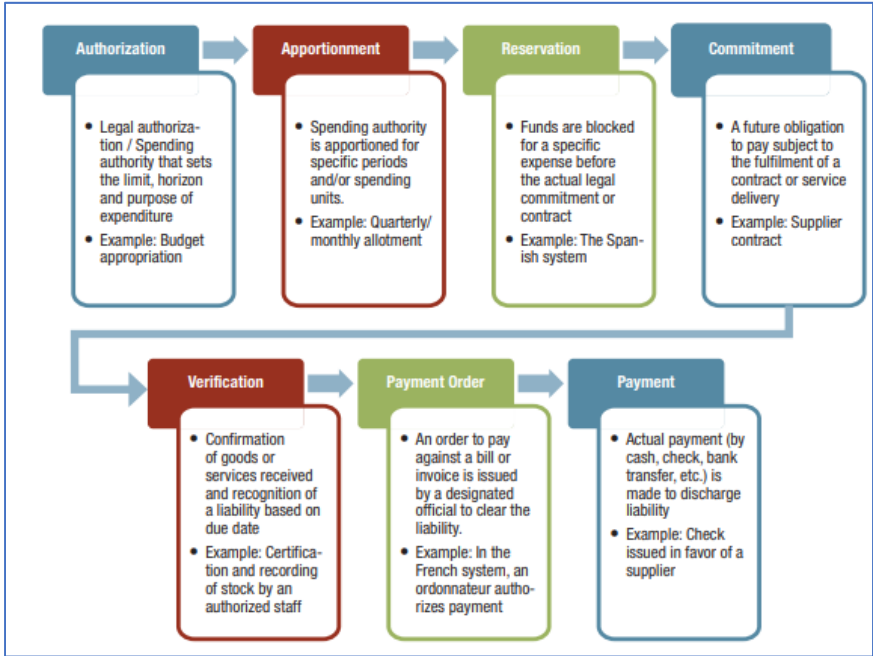 Authorization
Apportionment
Reservation
Commitment
• Legal authoriza-
tion / Spending
authority that sets
the limit, horizon
and purpose of
expenditure
• Example: Budget
appropriation
• Spending authority
is apportioned for
specific periods
and/or spending
units.
• Example: Quarterly/
monthly allotment
• Funds are blocked
for a specific
expense before
the actual legal
commitment or
contract
• Example: The Span-
ish system
• A future obligation
to pay subject to
the fulfilment of a
contract or service
delivery
• Example: Supplier
contract
Verification
Payment Order
Payment
• Confirmation
of goods or
services received
and recognition of
a liability based on
due date
• Example: Certifica-
tion and recording
of stock by an
authorized staff
• An order to pay
against a bill or
invoice is issued
by a designated
official to clear the
liability.
• Example: In the
French system, an
ordonnateur autho-
rizes payment
• Actual payment (by
cash, check, bank
transfer, etc.) is
made to discharge
liability
• Example: Check
issued in favor of a
supplier